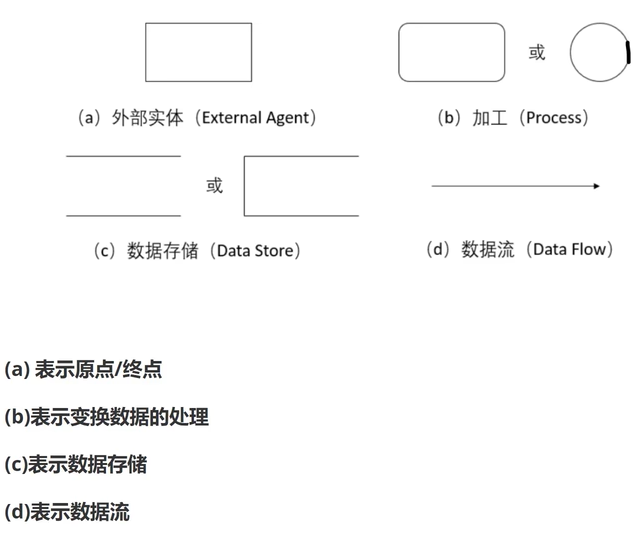 或
(a) 外部实体 (External Agent)
(b) 加工 (Process)
或
(c) 数据存储 (Data Store)
(d) 数据流 (Data Flow)
(a) 表示原点/终点
(b)表示变换数据的处理
(c)表示数据存储
(d)表示数据流